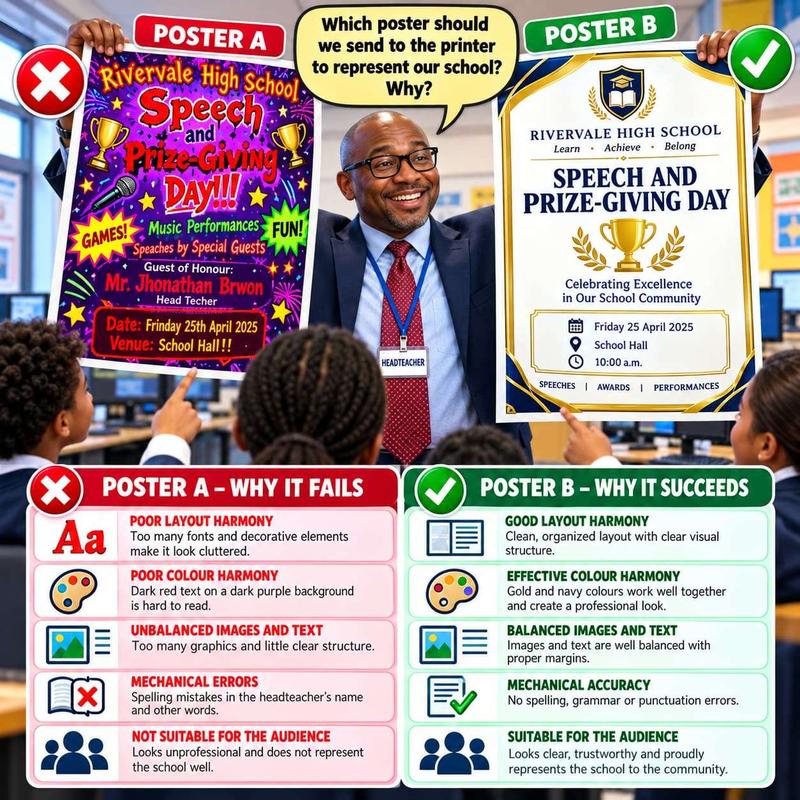 POSTER A
Which poster should
we send to the printer
to represent our school?
Why?
POSTER B
Rivervale High School
Speech
and
Prize-Giving
DAY!!!
GAMES!
Music Performances
FUN!
Speaches by Special Guests
Guest of Honour:
Mr. Jhonathan Brwon
Head Techer
Date: Frinday 25th April 2025
Venue: School Hall!!
HEADTEACHER
RIVERVALE HIGH SCHOOL
Learn · Achieve · Belong
SPEECH AND
PRIZE-GIVING DAY
Celebrating Excellence
in Our School Community
Friday 25 April 2025
School Hall
10:00 a.m.
SPEECHES | AWARDS | PERFORMANCES
POSTER A – WHY IT FAILS
Aa
POOR LAYOUT HARMONY
Too many fonts and decorative elements
make it look cluttered.
POOR COLOUR HARMONY
Dark red text on a dark purple background
is hard to read.
UNBALANCED IMAGES AND TEXT
Too many graphics and little clear structure.
MECHANICAL ERRORS
Spelling mistakes in the headteacher's name
and other words.
NOT SUITABLE FOR THE AUDIENCE
Looks unprofessional and does not represent
the school well.
POSTER B – WHY IT SUCCEEDS
GOOD LAYOUT HARMONY
Clean, organized layout with clear visual
structure.
EFFECTIVE COLOUR HARMONY
Gold and navy colours work well together
and create a professional look.
BALANCED IMAGES AND TEXT
Images and text are well balanced with
proper margins.
MECHANICAL ACCURACY
No spelling, grammar or punctuation errors.
SUITABLE FOR THE AUDIENCE
Looks clear, trustworthy and proudly
represents the school to the community.